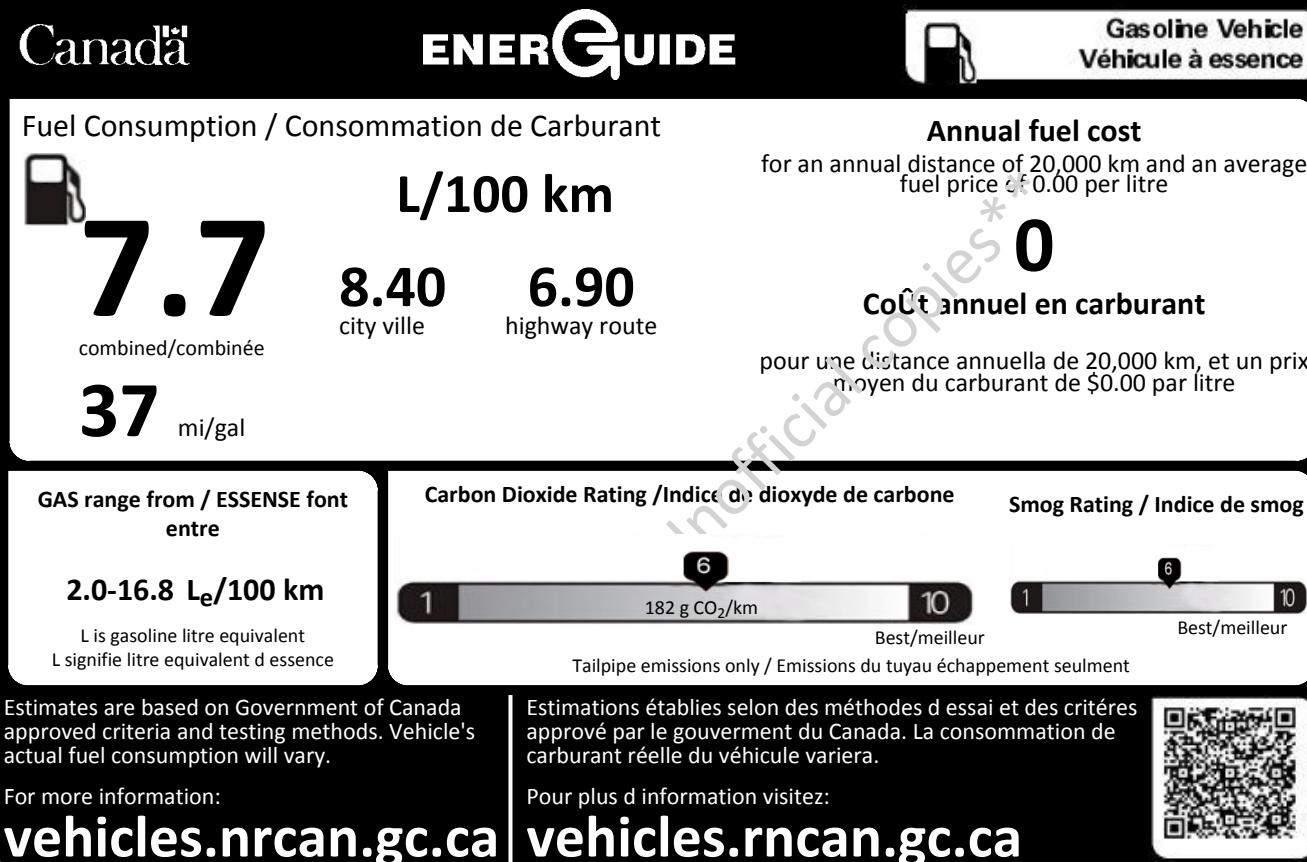 Canada
ENERGUIDE
Gasoline Vehicle
Véhicule à essence
Fuel Consumption / Consommation de Carburant
7.7
combined/combinée
37 mi/gal
L/100 km
8.40
city ville
6.90
highway route
Annual fuel cost
for an annual distance of 20,000 km and an average
fuel price of 0.00 per litre
0
CoÛt annuel en carburant
pour une distance annuella de 20,000 km, et un prix
moyen du carburant de $0.00 par litre
nofficial copies**
GAS range from / ESSENSE font
entre
2.0-16.8 Le/100 km
L is gasoline litre equivalent
L signifie litre equivalent d essence
Carbon Dioxide Rating /Indice de dioxyde de carbone
6
1
182 g CO2/km
10
Best/meilleur
Smog Rating / Indice de smog
6
1
10
Best/meilleur
Tailpipe emissions only / Emissions du tuyau échappement seulment
Estimates are based on Government of Canada
approved criteria and testing methods. Vehicle's
actual fuel consumption will vary.
For more information:
vehicles.nrcan.gc.ca
Estimations établies selon des méthodes d essai et des critéres
apprové par le gouverment du Canada. La consommation de
carburant réelle du véhicule variera.
Pour plus d information visitez:
vehicles.rncan.gc.ca